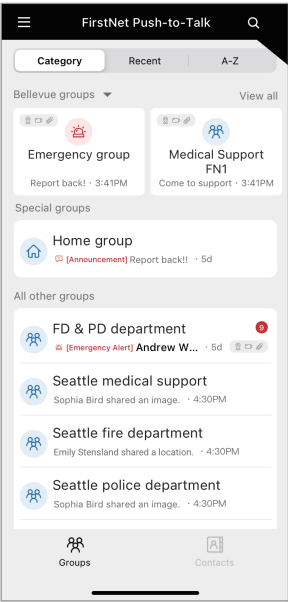 FirstNet Push-to-Talk
Category Recent A-Z
Bellevue groups View all
Emergency group
Report back! · 3:41PM
Medical Support
FN1
Come to support · 3:41PM
Special groups
Home group
[Announcement] Report back!! · 5d
All other groups
FD & PD department 9
[Emergency Alert] Andrew W... · 5d
Seattle medical support
Sophia Bird shared an image. · 4:30PM
Seattle fire department
Emily Stensland shared a location. · 4:30PM
Seattle police department
Sophia Bird shared an image. · 4:30PM
Groups Contacts